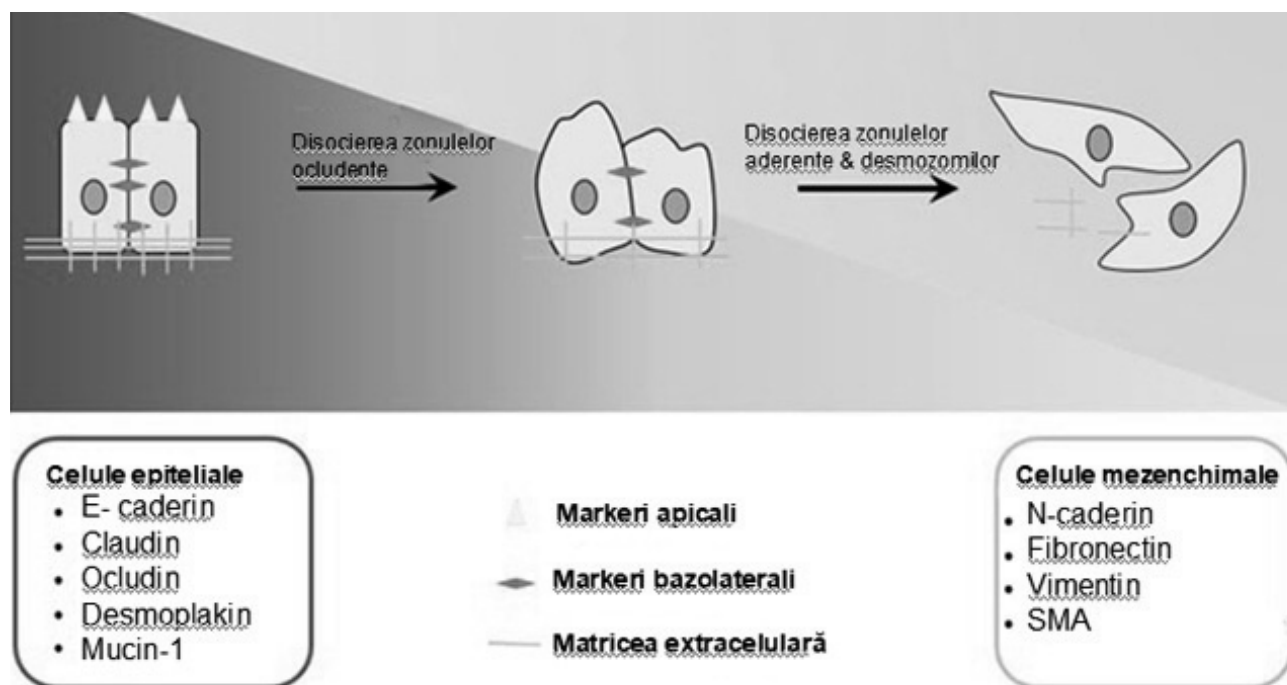 Disocierea zonulelor
ocludente
Disocierea zonulelor
aderente & desmozomilor
Celule epiteliale
• E- caderin
• Claudin
• Ocludin
• Desmoplakin
• Mucin-1
Markeri apicali
Markeri bazolaterali
Matricea extracelulară
Celule mezenchimale
• N-caderin
• Fibronectin
• Vimentin
• SMA